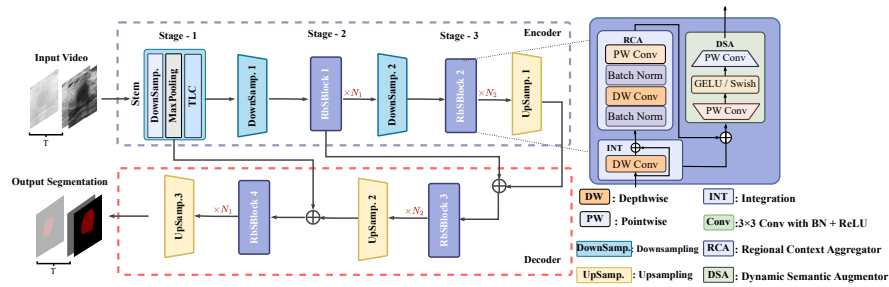 Stage - 1
Stage - 2
Stage - 3
Encoder
Input Video
T
Stem
DownSamp.
MaxPooling
TLC
DownSamp. 1
RbSBlock 1
×N₁
DownSamp. 2
RbSBlock 2
×N₂
UpSamp. 1
RCA
PW Conv
Batch Norm
DW Conv
Batch Norm
INT
DW Conv
DSA
PW Conv
GELU / Swish
PW Conv
Output Segmentation
T
UpSamp.3
×N₁
RbSBlock 4
UpSamp. 2
×N₂
RbSBlock 3
Decoder
DW : Depthwise
PW : Pointwise
DownSamp. : Downsampling
UpSamp. : Upsampling
INT : Integration
Conv :3×3 Conv with BN + ReLU
RCA : Regional Context Aggregator
DSA : Dynamic Semantic Augmentor